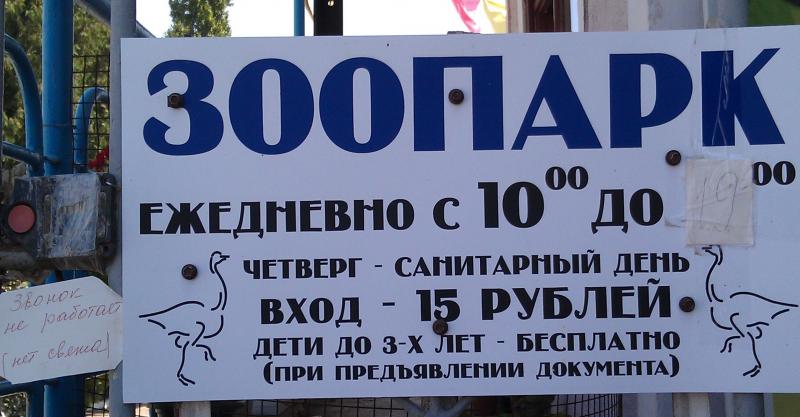 ЗООПАРК
ЕЖЕДНЕВНО С 10⁰⁰ ДО 19⁰⁰
ЧЕТВЕРГ - САНИТАРНЫЙ ДЕНЬ
ВХОД - 15 РУБЛЕЙ
ДЕТИ ДО 3-Х ЛЕТ - БЕСПЛАТНО
(ПРИ ПРЕДЪЯВЛЕНИИ ДОКУМЕНТА)
Звонок
не работает
(нет света)